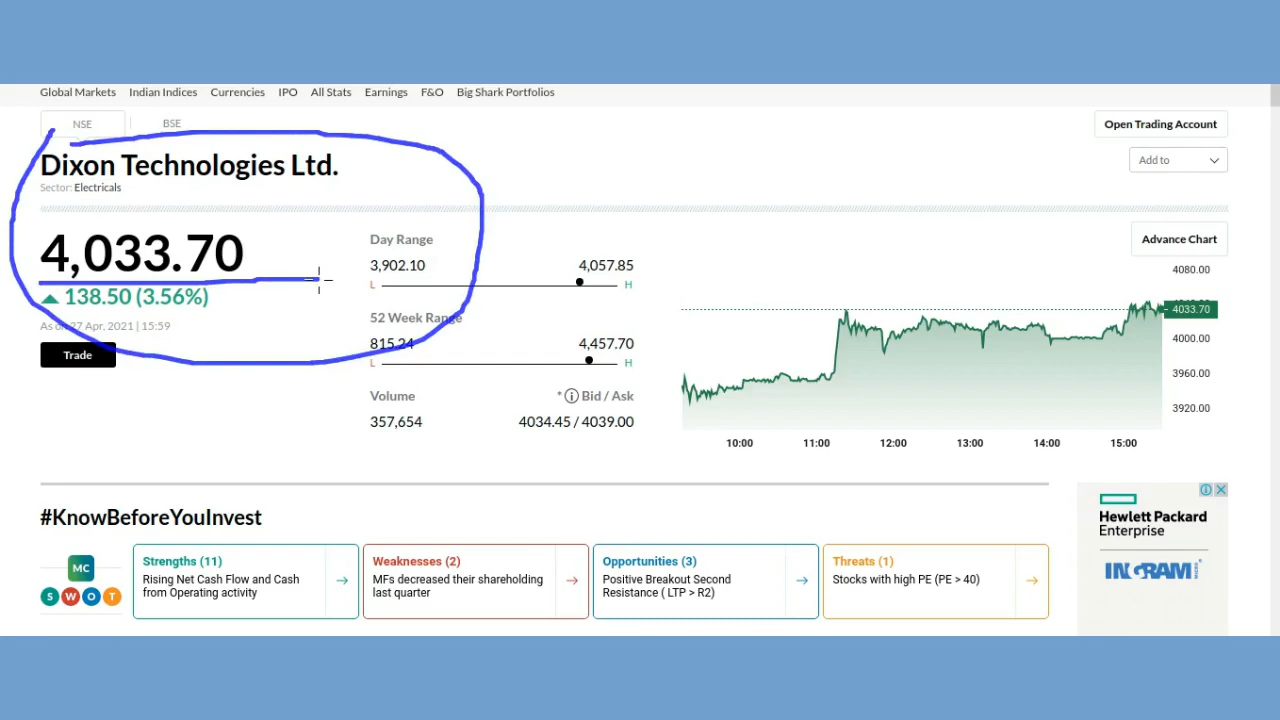 Global Markets Indian Indices Currencies IPO All Stats Earnings F&O Big Shark Portfolios
NSE BSE
Open Trading Account
Dixon Technologies Ltd.
Add to
Sector: Electricals
4,033.70
138.50 (3.56%)
As on 27 Apr, 2021 | 15:59
Trade
Day Range
3,902.10 4,057.85
L H
52 Week Range
815.24 4,457.70
L H
Volume * Bid / Ask
357,654 4034.45 / 4039.00
Advance Chart
4080.00
4033.70
4000.00
3960.00
3920.00
10:00 11:00 12:00 13:00 14:00 15:00
#KnowBeforeYouInvest
MC
S W O T
Strengths (11)
Rising Net Cash Flow and Cash
from Operating activity
Weaknesses (2)
MFs decreased their shareholding
last quarter
Opportunities (3)
Positive Breakout Second
Resistance ( LTP > R2)
Threats (1)
Stocks with high PE (PE > 40)
Hewlett Packard
Enterprise
INGRAM